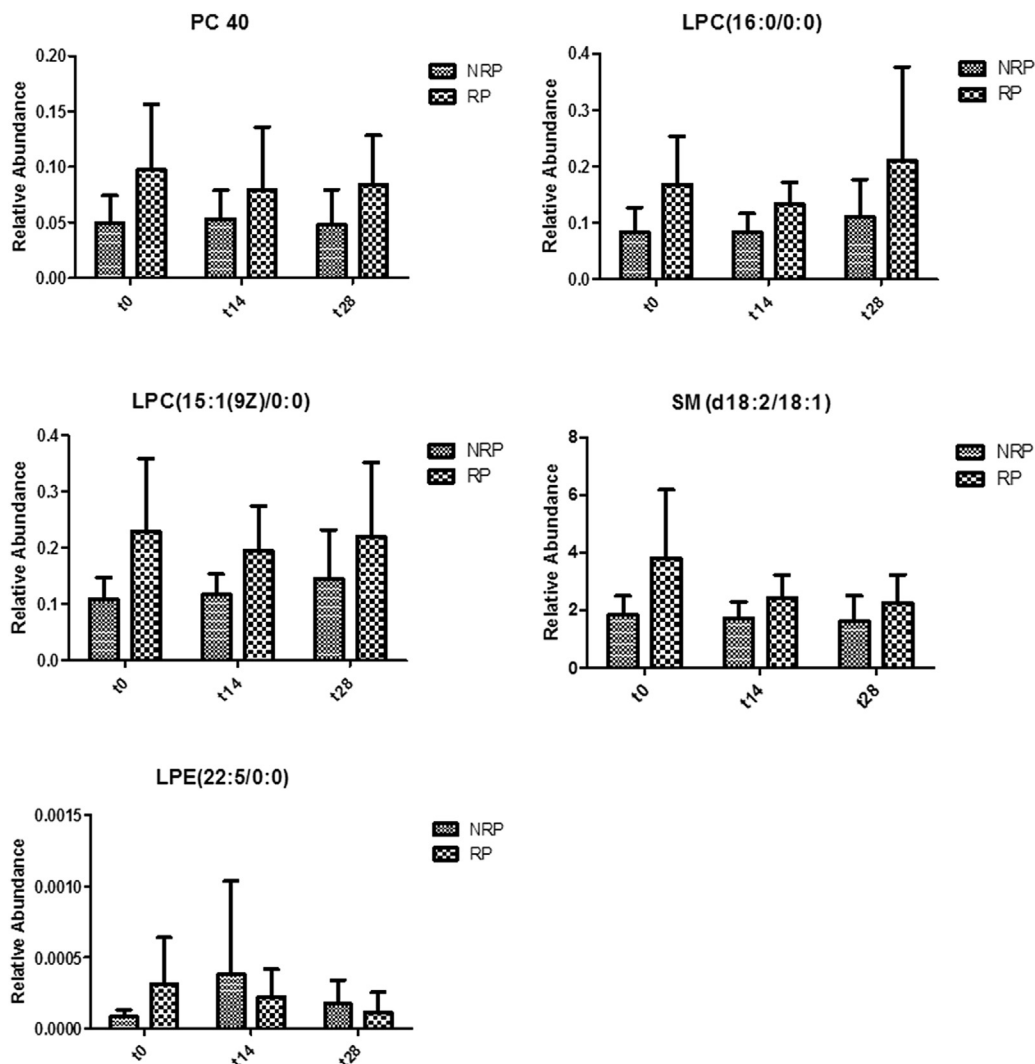 PC 40
Relative Abundance
0.20
0.15
0.10
0.05
0.00
t0
t14
t28
NRP
RP
LPC(16:0/0:0)
Relative Abundance
0.4
0.3
0.2
0.1
0.0
t0
t14
t28
NRP
RP
LPC(15:1(9Z)/0:0)
Relative Abundance
0.4
0.3
0.2
0.1
0.0
t0
t14
t28
NRP
RP
SM (d18:2/18:1)
Relative Abundance
8
6
4
2
0
t0
t14
t28
NRP
RP
LPE(22:5/0:0)
Relative Abundance
0.0015
0.0010
0.0005
0.0000
t0
t14
t28
NRP
RP